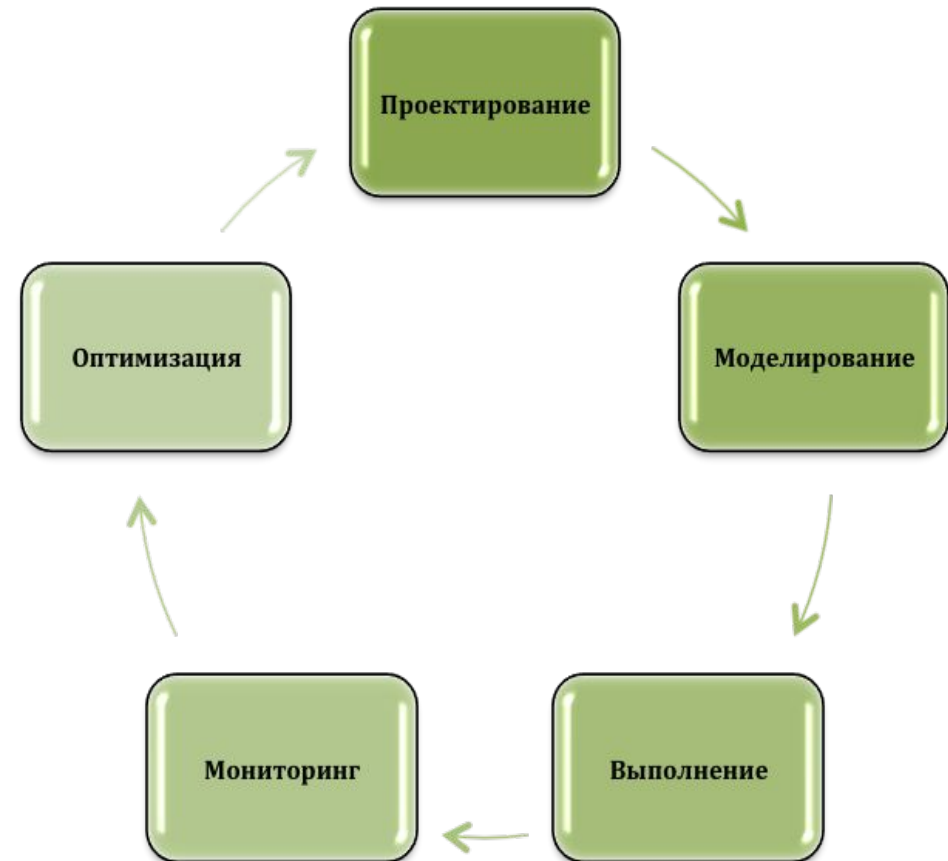 Проектирование
Моделирование
Выполнение
Мониторинг
Оптимизация